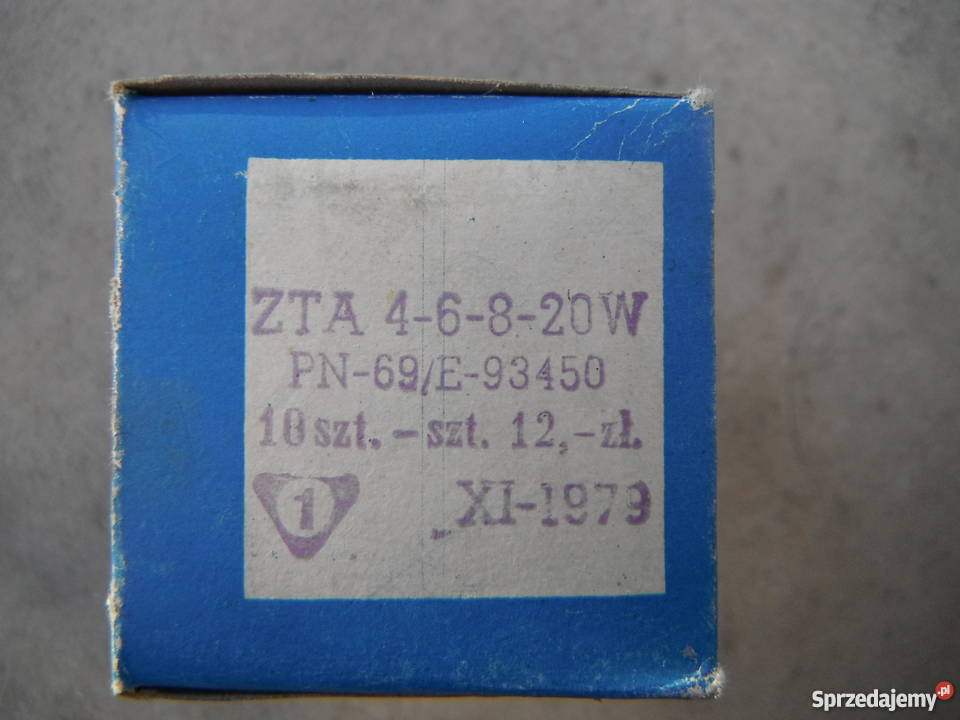 ZTA 4-6-8-20W
PN-69/E-93450
10 szt. - szt. 12,- zł.
1
XI-1979
Sprzedajemy.pl